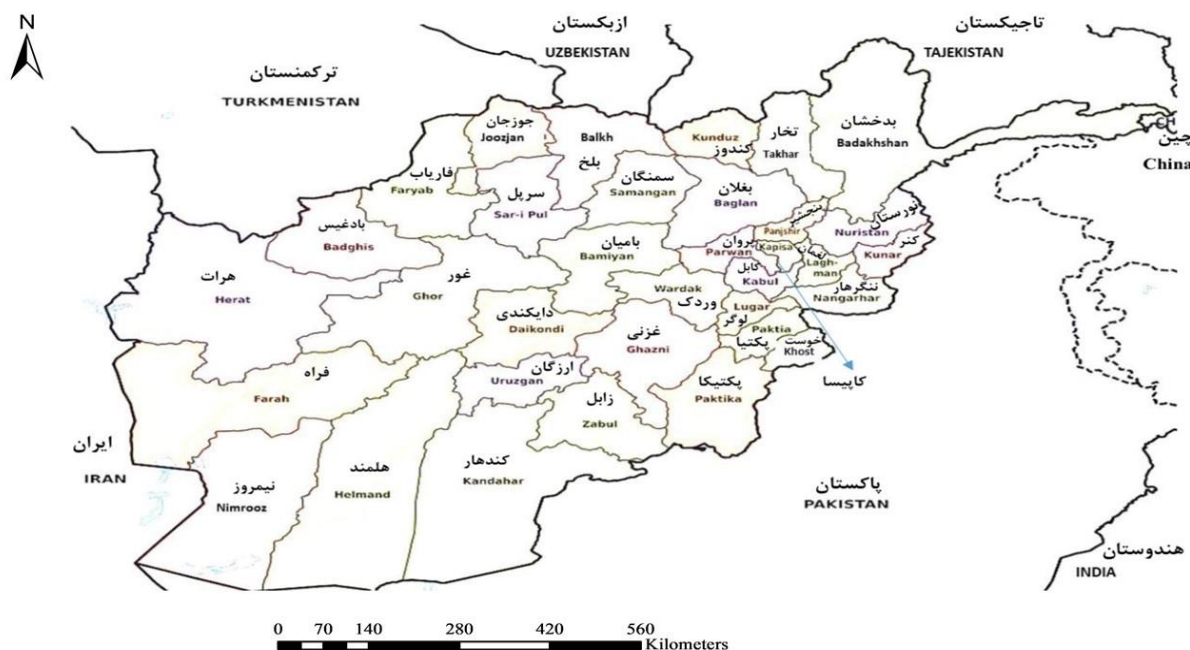 N
ازبکستان
UZBEKISTAN
تاجیکستان
TAJEKISTAN
ترکمنستان
TURKMENISTAN
جوزجان
Joozjan
Balkh
بلخ
Kunduz
کندوز
تخار
Takhar
بدخشان
Badakhshan
CH
چین
China
فاریاب
Faryab
سرپل
Sar-i Pul
سمنگان
Samangan
بغلان
Baglan
پنجشیر
Panjshir
نورستان
Nuristan
کنر
Kunar
بادغیس
Badghis
بامیان
Bamiyan
پروان
Parwan
Kapisa
لغمان
Lagh-
man
هرات
Herat
غور
Ghor
کابل
Kabul
ننگرهار
Nangarhar
Wardak
وردک
Lugar
لوگر
Paktia
پکتیا
خوست
Khost
دایکندی
Daikondi
غزنی
Ghazni
کاپیسا
فراه
Farah
ارزگان
Uruzgan
زابل
Zabul
پکتیکا
Paktika
ایران
IRAN
نیمروز
Nimrooz
هلمند
Helmand
کندهار
Kandahar
پاکستان
PAKISTAN
هندوستان
INDIA
0 70 140 280 420 560
Kilometers